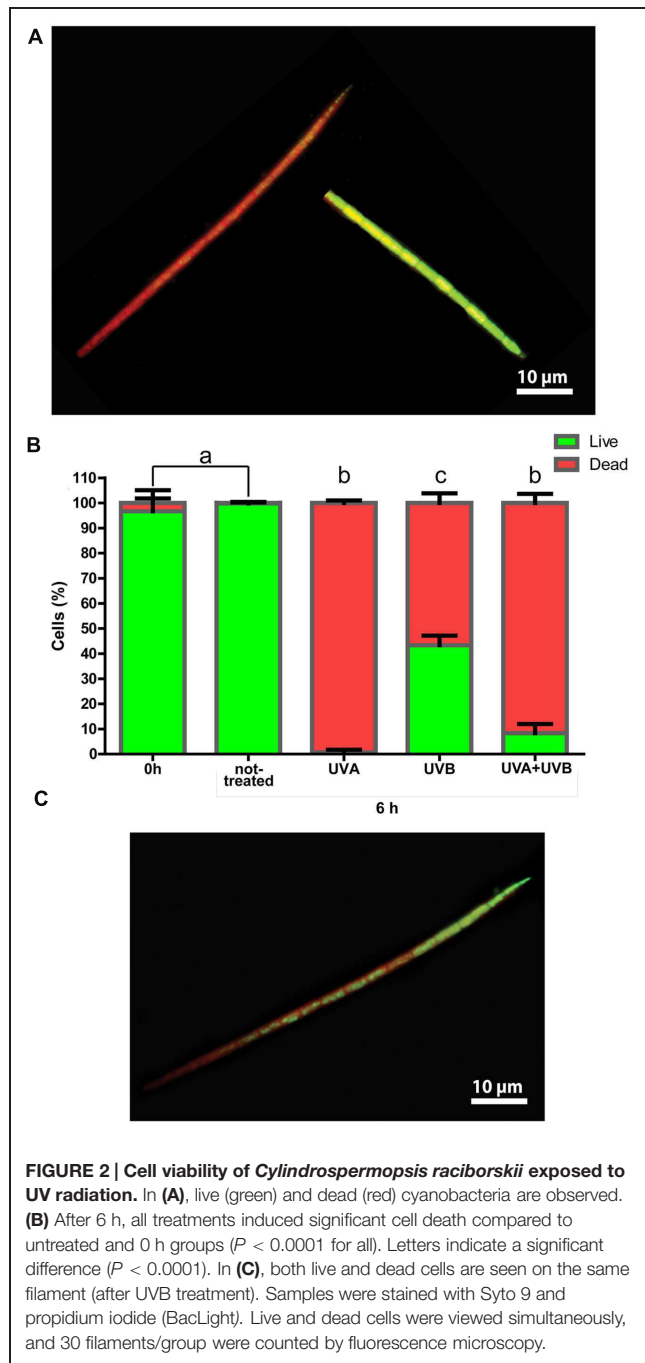 A
10 µm
B
Live
Dead
a
b
c
b
110
100
90
80
70
60
50
40
30
20
10
0
Cells (%)
0h
not-
treated
UVA
UVB
UVA+UVB
6 h
C
10 µm
FIGURE 2 | Cell viability of Cylindrospermopsis raciborskii exposed to
UV radiation. In (A), live (green) and dead (red) cyanobacteria are observed.
(B) After 6 h, all treatments induced significant cell death compared to
untreated and 0 h groups (P < 0.0001 for all). Letters indicate a significant
difference (P < 0.0001). In (C), both live and dead cells are seen on the same
filament (after UVB treatment). Samples were stained with Syto 9 and
propidium iodide (BacLight). Live and dead cells were viewed simultaneously,
and 30 filaments/group were counted by fluorescence microscopy.